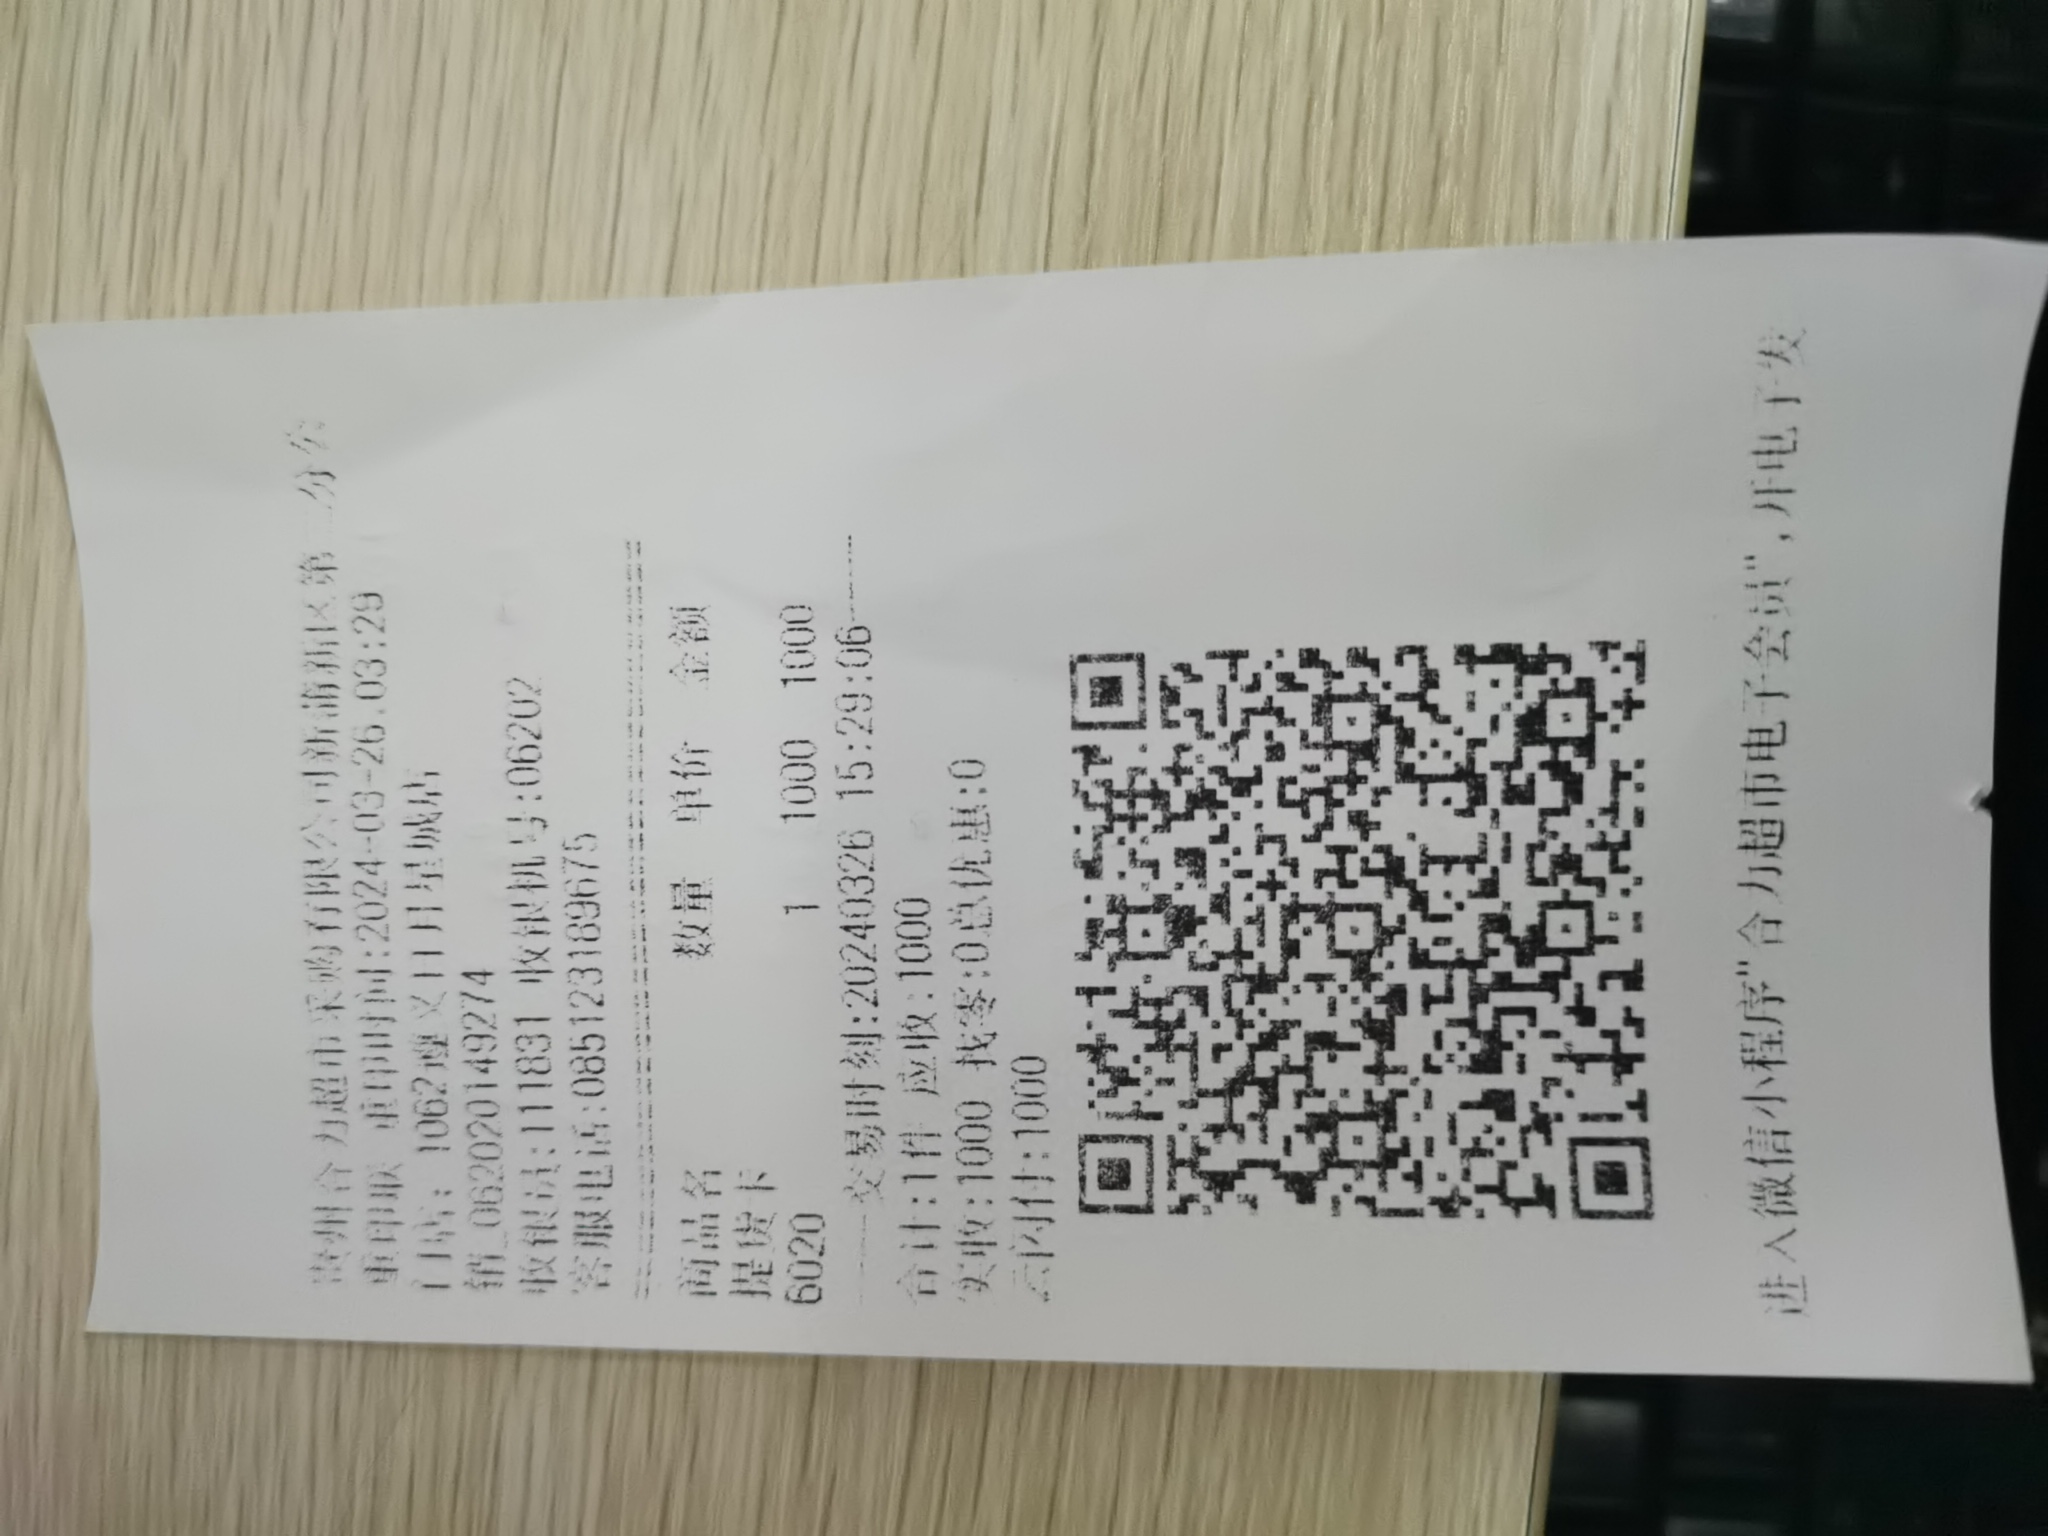 贵州合力超市采购有限公司新蒲新区第二分公
重印联 重印时间:2024-03-26.03:29
门店: 1062遵义日月星城店
销_062020149274
收银员:111831 收银机号:06202
客服电话:085123189675
商品名 数量 单价 金额
提货卡
6020 1 1000 1000
交易时刻:20240326 15:29:06
合计:1件 应收:1000
实收:1000 找零:0总优惠:0
云闪付:1000
进入微信小程序"合力超市电子会员",开电子发